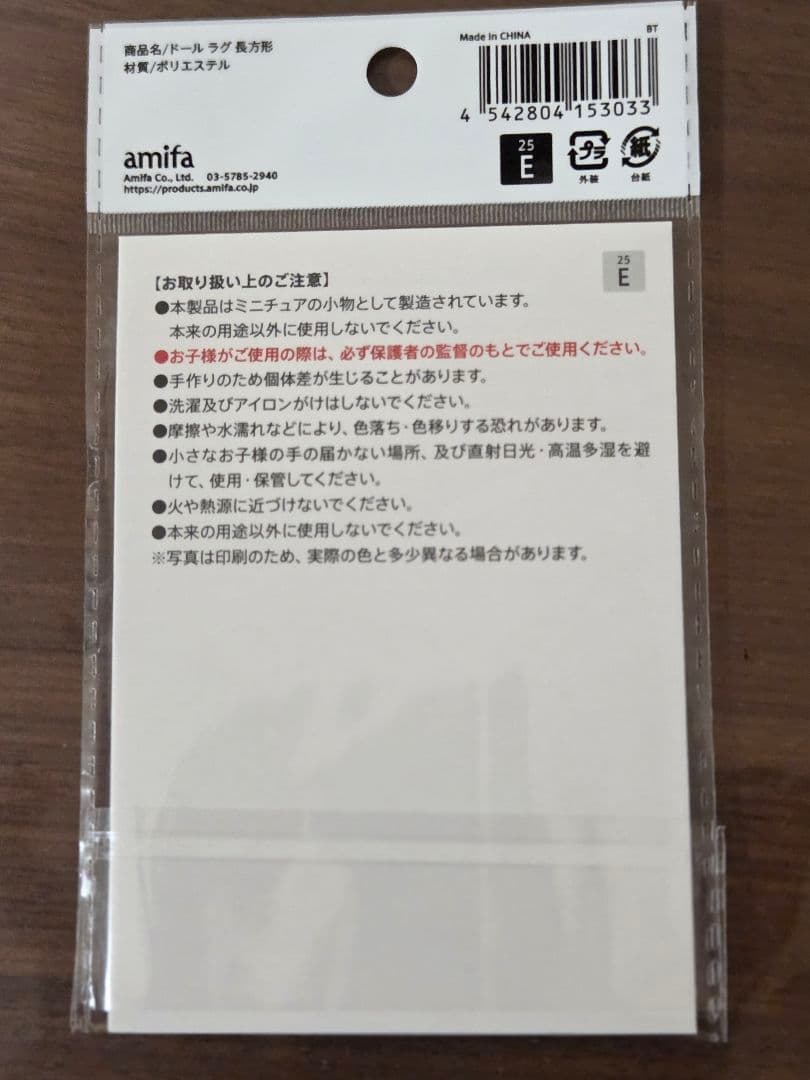 商品名/ドール ラグ 長方形
材質/ポリエステル
amifa
Amifa Co., Ltd. 03-5785-2940
https://products.amifa.co.jp
Made in CHINA
BT
4 542804 153033
25
E
プラ
外装
紙
台紙
25
E
【お取り扱い上のご注意】
●本製品はミニチュアの小物として製造されています。
本来の用途以外に使用しないでください。
●お子様がご使用の際は、必ず保護者の監督のもとでご使用ください。
●手作りのため個体差が生じることがあります。
●洗濯及びアイロンがけはしないでください。
●摩擦や水濡れなどにより、色落ち・色移りする恐れがあります。
●小さなお子様の手の届かない場所、及び直射日光・高温多湿を避
けて、使用・保管してください。
●火や熱源に近づけないでください。
●本来の用途以外に使用しないでください。
※写真は印刷のため、実際の色と多少異なる場合があります。